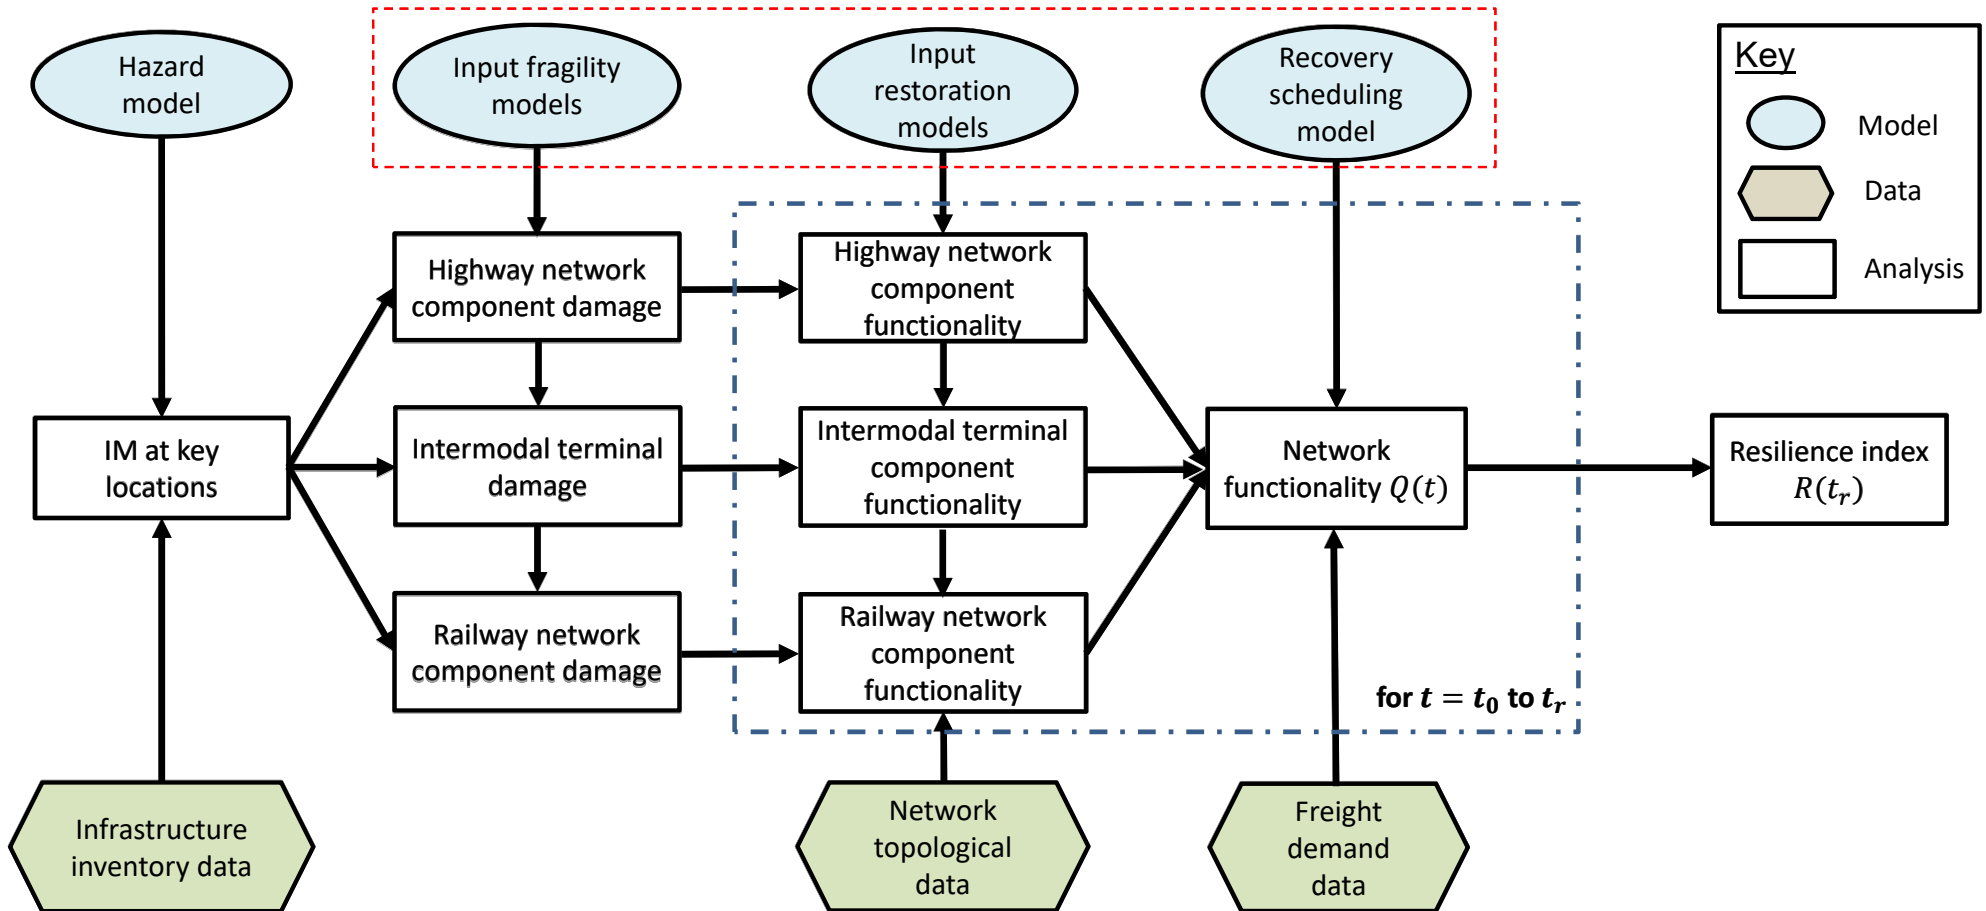 Hazard
model
Input fragility
models
Input
restoration
models
Recovery
scheduling
model
Key
Model
Data
Analysis
Highway network
component damage
Highway network
component
functionality
IM at key
locations
Intermodal terminal
damage
Intermodal terminal
component
functionality
Network
functionality Q(t)
Resilience index
R(t_r)
Railway network
component damage
Railway network
component
functionality
for t = t_0 to t_r
Infrastructure
inventory data
Network
topological
data
Freight
demand
data